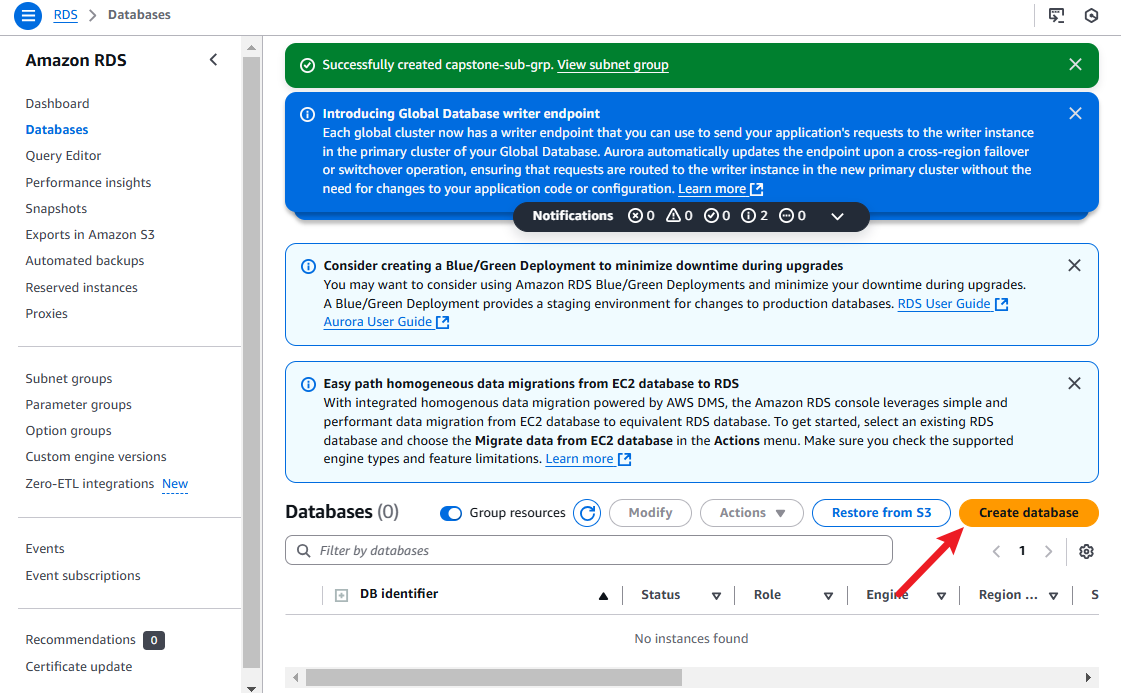 RDS > Databases
Amazon RDS
Dashboard
Databases
Query Editor
Performance insights
Snapshots
Exports in Amazon S3
Automated backups
Reserved instances
Proxies
Subnet groups
Parameter groups
Option groups
Custom engine versions
Zero-ETL integrations New
Events
Event subscriptions
Recommendations 0
Certificate update
Successfully created capstone-sub-grp. View subnet group
Introducing Global Database writer endpoint
Each global cluster now has a writer endpoint that you can use to send your application's requests to the writer instance
in the primary cluster of your Global Database. Aurora automatically updates the endpoint upon a cross-region failover
or switchover operation, ensuring that requests are routed to the writer instance in the new primary cluster without the
need for changes to your application code or configuration. Learn more
Notifications 0 0 0 2 0
Consider creating a Blue/Green Deployment to minimize downtime during upgrades
You may want to consider using Amazon RDS Blue/Green Deployments and minimize your downtime during upgrades.
A Blue/Green Deployment provides a staging environment for changes to production databases. RDS User Guide
Aurora User Guide
Easy path homogeneous data migrations from EC2 database to RDS
With integrated homogenous data migration powered by AWS DMS, the Amazon RDS console leverages simple and
performant data migration from EC2 database to equivalent RDS database. To get started, select an existing RDS
database and choose the Migrate data from EC2 database in the Actions menu. Make sure you check the supported
engine types and feature limitations. Learn more
Databases (0) Group resources Modify Actions Restore from S3 Create database
Filter by databases 1
DB identifier Status Role Engine Region ... S
No instances found